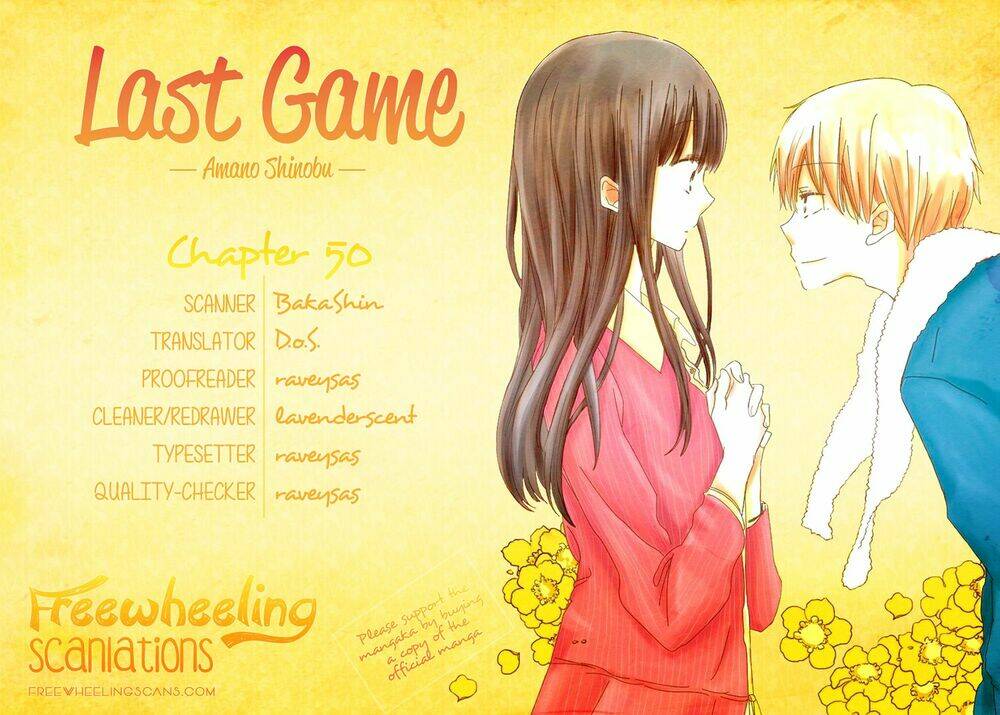 Last Game
— Amano Shinobu —
Chapter 50
SCANNER BakaShin
TRANSLATOR D.o.S.
PROOFREADER raveysas
CLEANER/REDRAWER lavenderscent
TYPESETTER raveysas
QUALITY-CHECKER raveysas
Freewheeling
scanlations
FREEWHEELINGSCANS.COM
Please support the
mangaka by buying
a copy of the
official manga